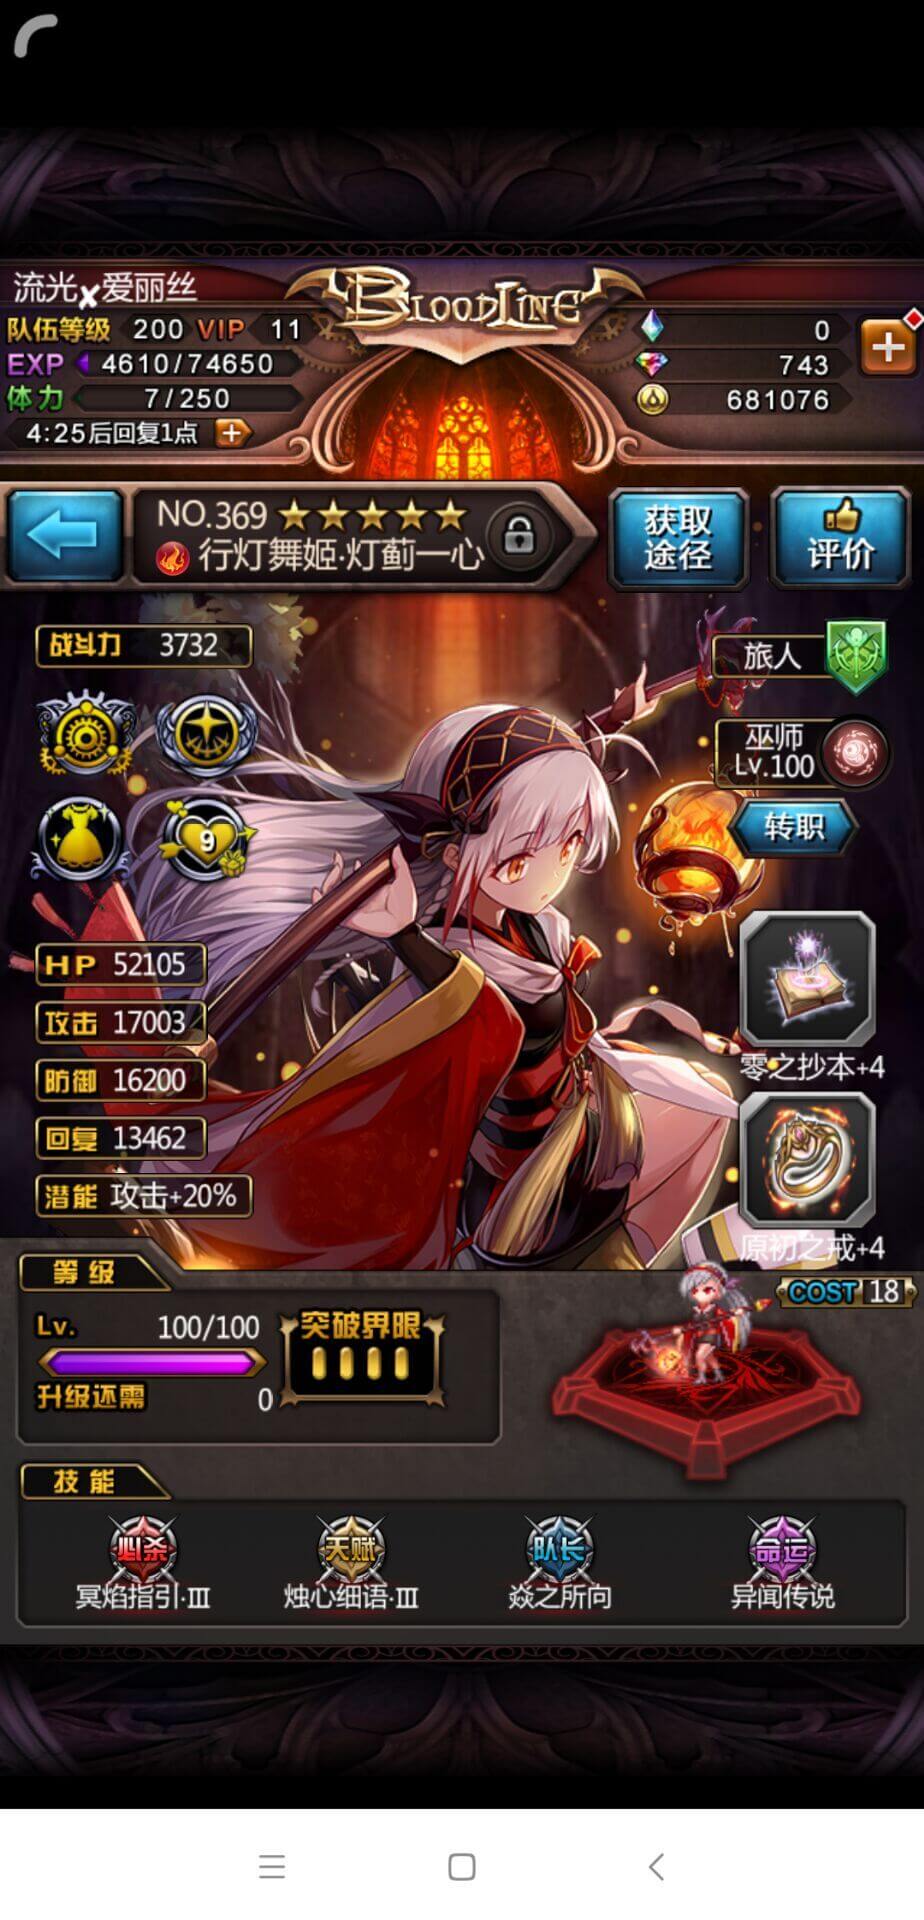 流光x爱丽丝
BLOODLINE
队伍等级 200 VIP 11
0
EXP 4610/74650
743
体力 7/250
681076
4:25后回复1点
NO.369
行灯舞姬·灯蓟一心
获取途径
评价
战斗力 3732
旅人
巫师
Lv.100
转职
9
HP 52105
攻击 17003
防御 16200
回复 13462
潜能 攻击+20%
零之抄本+4
原初之戒+4
等级
COST 18
Lv. 100/100
突破界限
升级还需 0
技能
必杀 天赋 队长 命运
冥焰指引·Ⅲ 烛心细语·Ⅲ 焱之所向 异闻传说